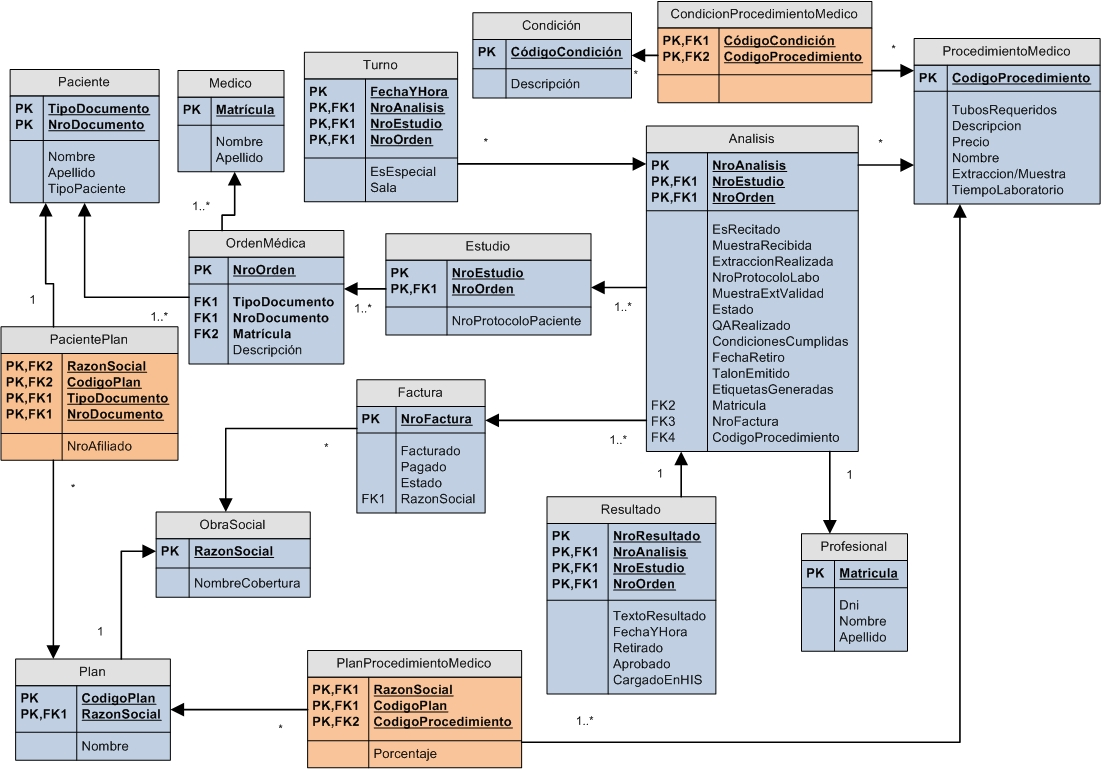 Paciente
PK TipoDocumento
PK NroDocumento
Nombre
Apellido
TipoPaciente
Medico
PK Matrícula
Nombre
Apellido
Turno
PK FechaYHora
PK,FK1 NroAnalisis
PK,FK1 NroEstudio
PK,FK1 NroOrden
EsEspecial
Sala
Condición
PK CódigoCondición
Descripción
CondicionProcedimientoMedico
PK,FK1 CódigoCondición
PK,FK2 CodigoProcedimiento
ProcedimientoMedico
PK CodigoProcedimiento
TubosRequeridos
Descripcion
Precio
Nombre
Extraccion/Muestra
TiempoLaboratorio
*
*
*
*
Analisis
PK NroAnalisis
PK,FK1 NroEstudio
PK,FK1 NroOrden
EsRecitado
MuestraRecibida
ExtraccionRealizada
NroProtocoloLabo
MuestraExtValidad
Estado
QARealizado
CondicionesCumplidas
FechaRetiro
TalonEmitido
EtiquetasGeneradas
FK2 Matricula
FK3 NroFactura
FK4 CodigoProcedimiento
1..*
OrdenMédica
PK NroOrden
FK1 TipoDocumento
FK1 NroDocumento
FK2 Matrícula
Descripción
Estudio
PK NroEstudio
PK,FK1 NroOrden
NroProtocoloPaciente
1
1..*
1..*
1..*
PacientePlan
PK,FK2 RazonSocial
PK,FK2 CodigoPlan
PK,FK1 TipoDocumento
PK,FK1 NroDocumento
NroAfiliado
Factura
PK NroFactura
Facturado
Pagado
Estado
FK1 RazonSocial
*
1..*
*
1
1
ObraSocial
PK RazonSocial
NombreCobertura
Resultado
PK NroResultado
PK,FK1 NroAnalisis
PK,FK1 NroEstudio
PK,FK1 NroOrden
TextoResultado
FechaYHora
Retirado
Aprobado
CargadoEnHIS
Profesional
PK Matricula
Dni
Nombre
Apellido
1
Plan
PK CodigoPlan
PK,FK1 RazonSocial
Nombre
PlanProcedimientoMedico
PK,FK1 RazonSocial
PK,FK1 CodigoPlan
PK,FK2 CodigoProcedimiento
Porcentaje
*
1..*